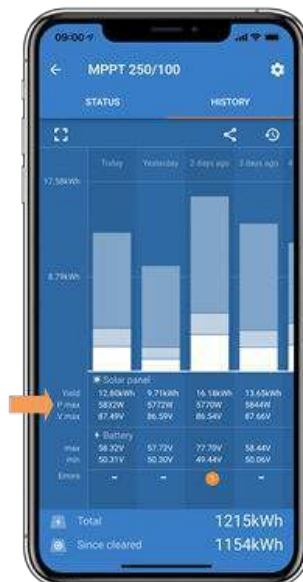 09:00
MPPT 250/100
STATUS HISTORY
Today Yesterday 2 days ago 3 days ago 4
17.58kWh
8.79kWh
Solar panel
Yield 12.60kWh 9.71kWh 16.18kWh 13.65kWh
P max 5832W 5772W 5770W 5844W
V max 87.49V 86.59V 86.54V 87.66V
Battery
max 58.32V 57.72V 77.70V 58.44V
min 50.31V 50.30V 49.44V 50.06V
Errors - - 1 -
Total 1215kWh
Since cleared 1154kWh